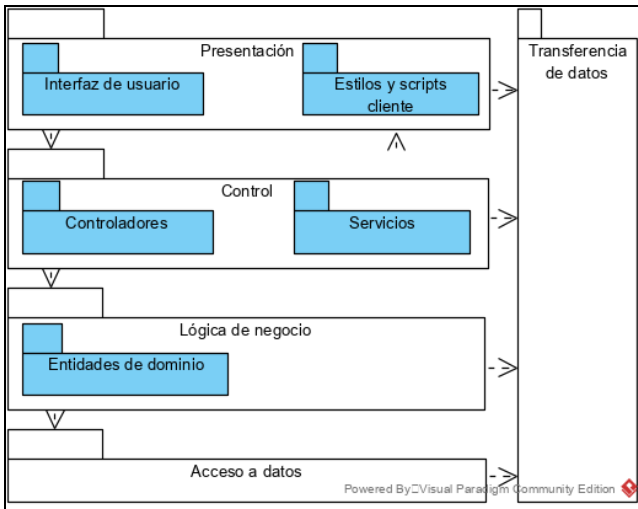 Presentación
Interfaz de usuario
Estilos y scripts
cliente
Transferencia
de datos
Control
Controladores
Servicios
Lógica de negocio
Entidades de dominio
Acceso a datos
Powered By Visual Paradigm Community Edition